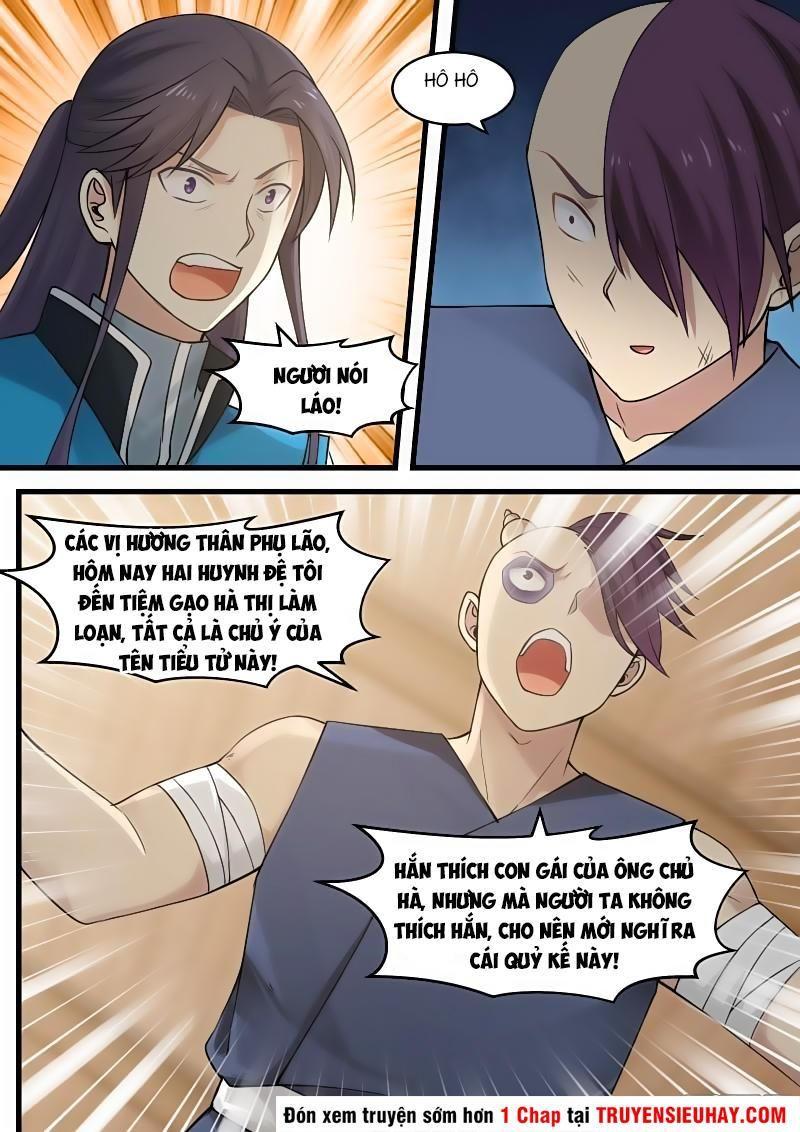 HÔ HÔ
NGƯƠI NÓI
LÁO!
CÁC VỊ HƯƠNG THÂN PHỤ LÃO,
HÔM NAY HAI HUYNH ĐỆ TÔI
ĐẾN TIỆM GẠO HÀ THỊ LÀM
LOẠN, TẤT CẢ LÀ CHỦ Ý CỦA
TÊN TIỂU TỬ NÀY!
HẮN THÍCH CON GÁI CỦA ÔNG CHỦ
HÀ, NHƯNG MÀ NGƯỜI TA KHÔNG
THÍCH HẮN, CHO NÊN MỚI NGHĨ RA
CÁI QUỶ KẾ NÀY!
Đón xem truyện sớm hơn 1 Chap tại TRUYENSIEUHAY.COM